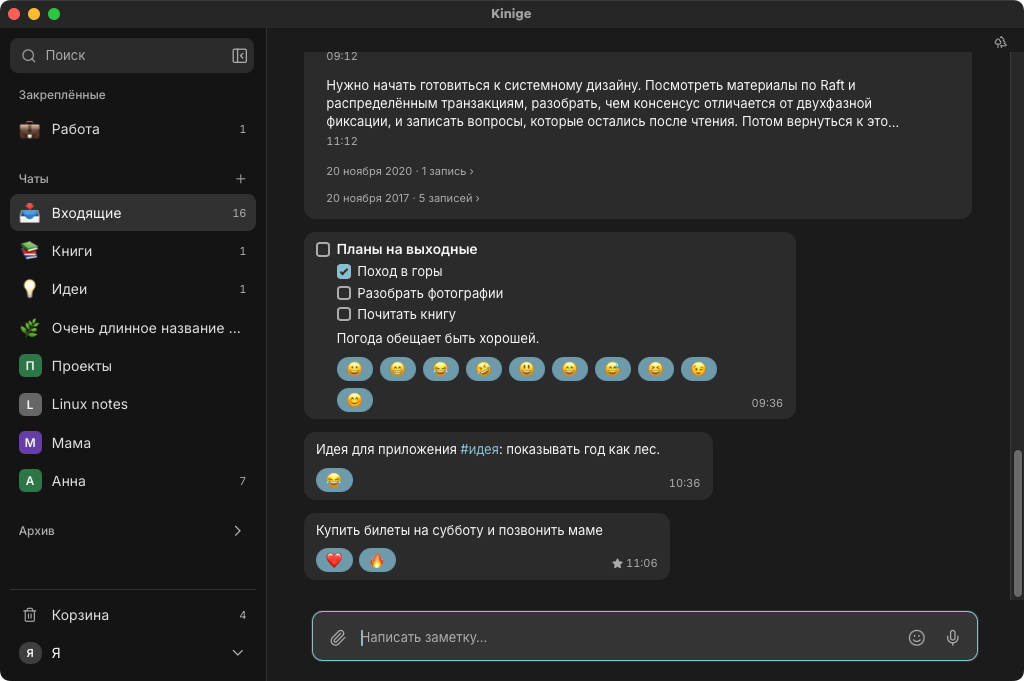 Kinige
Поиск
Закреплённые
Работа 1
Чаты
Входящие 16
Книги 1
Идеи 1
Очень длинное название ...
П Проекты
L Linux notes
М Мама
А Анна 7
Архив
Корзина 4
Я Я
09:12
Нужно начать готовиться к системному дизайну. Посмотреть материалы по Raft и
распределённым транзакциям, разобрать, чем консенсус отличается от двухфазной
фиксации, и записать вопросы, которые остались после чтения. Потом вернуться к это...
11:12
20 ноября 2020 · 1 запись ›
20 ноября 2017 · 5 записей ›
Планы на выходные
Поход в горы
Разобрать фотографии
Почитать книгу
Погода обещает быть хорошей.
09:36
Идея для приложения #идея: показывать год как лес.
10:36
Купить билеты на субботу и позвонить маме
11:06
Написать заметку...